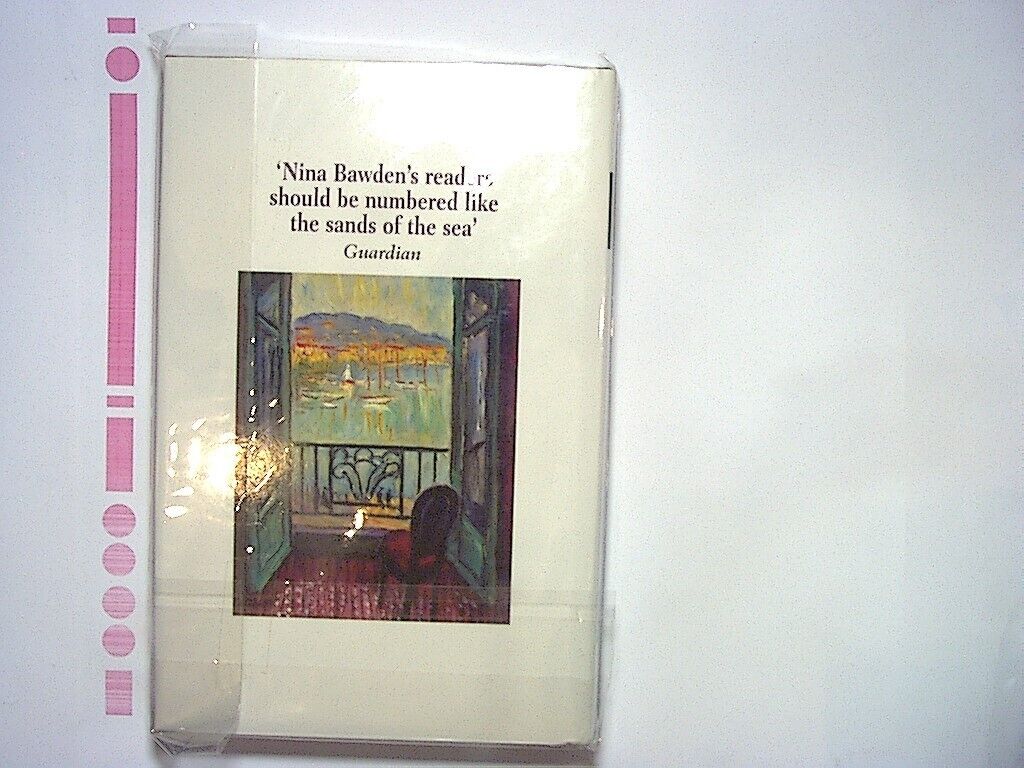 ‘Nina Bawden’s readers
should be numbered like
the sands of the sea’
Guardian